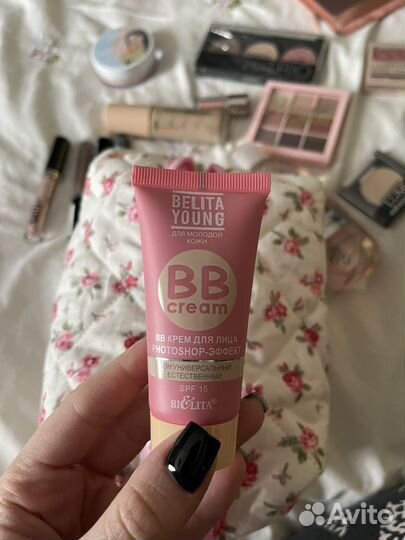 BELITA
YOUNG
ДЛЯ МОЛОДОЙ
КОЖИ
BB
cream
BB КРЕМ ДЛЯ ЛИЦА
PHOTOSHOP-ЭФФЕКТ
ТОН УНИВЕРСАЛЬНЫЙ
ЕСТЕСТВЕННЫЙ
SPF 15
BIELITA®
Avito